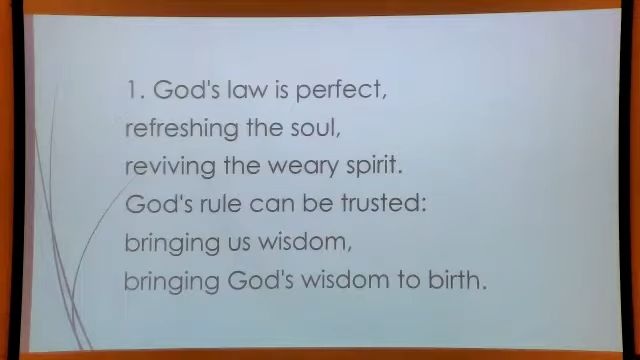 1. God's law is perfect,
refreshing the soul,
reviving the weary spirit.
God's rule can be trusted:
bringing us wisdom,
bringing God's wisdom to birth.